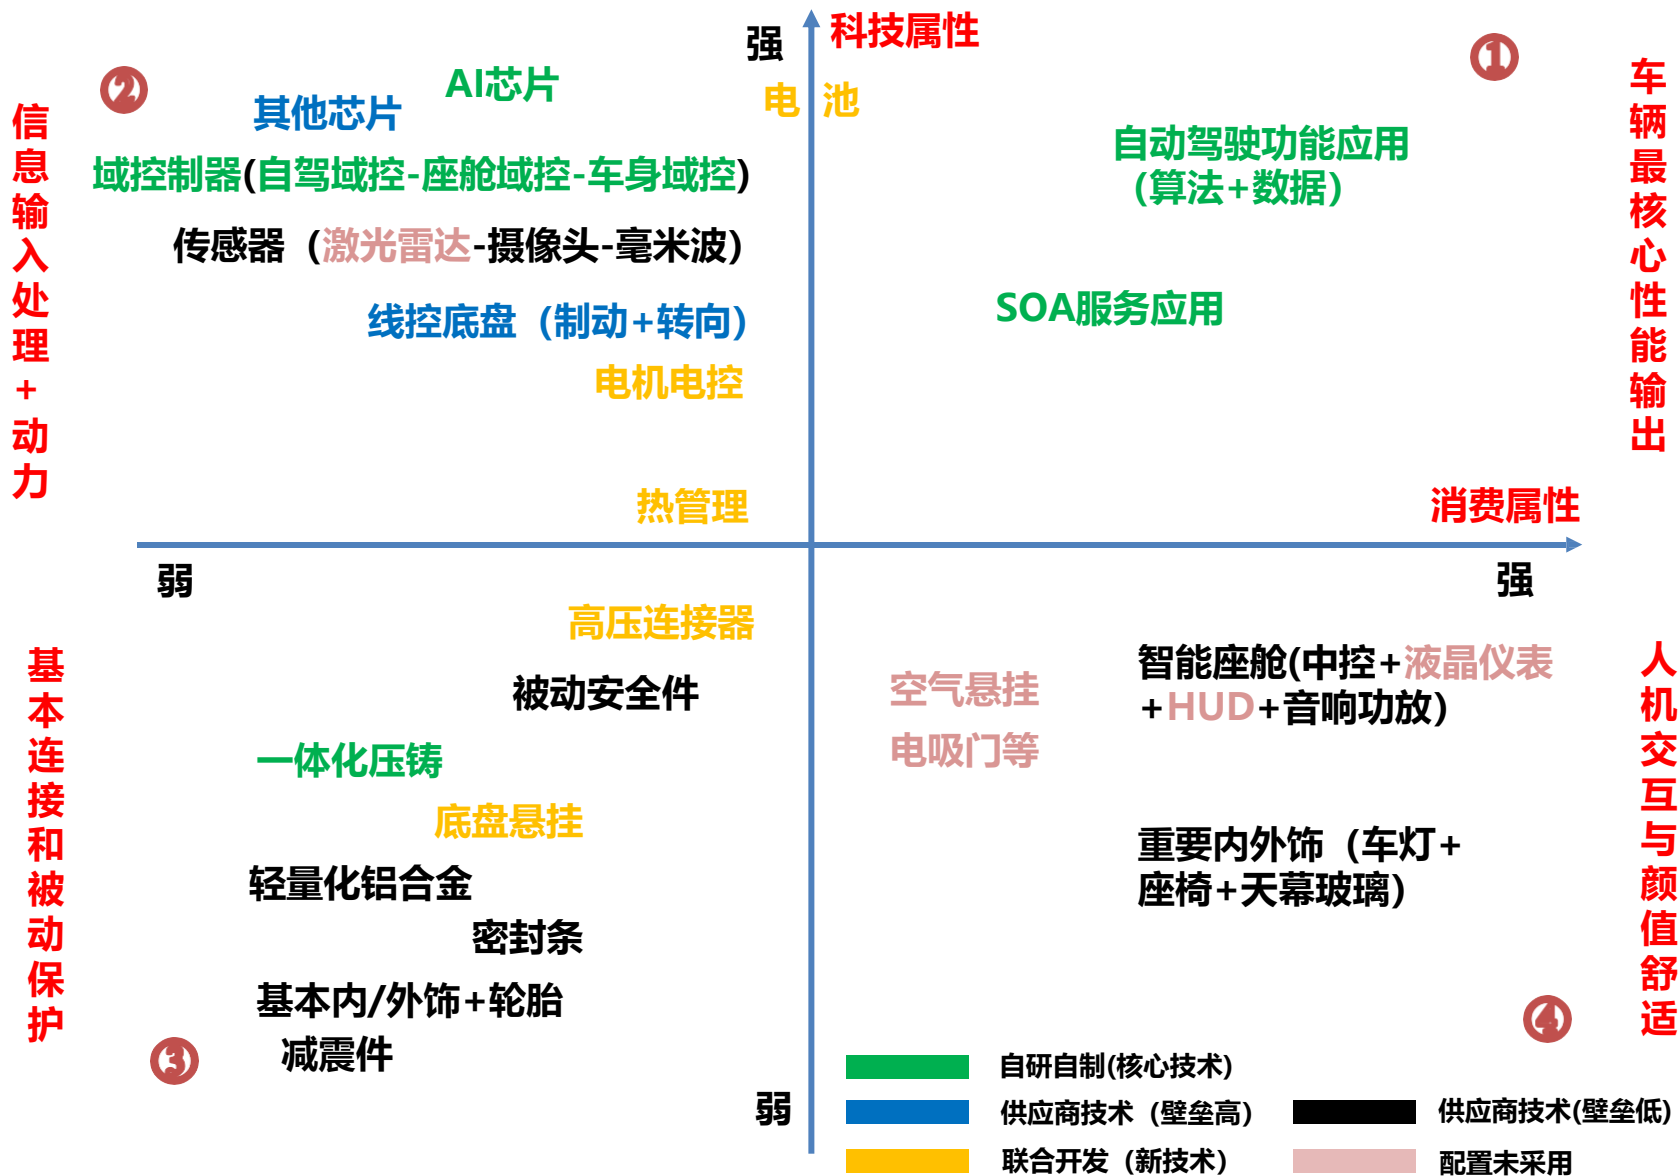 强
科技属性
①
②
AI芯片
电 池
其他芯片
域控制器(自驾域控-座舱域控-车身域控)
传感器（激光雷达-摄像头-毫米波）
线控底盘（制动+转向）
电机电控
热管理
自动驾驶功能应用
（算法+数据）
SOA服务应用
消费属性
信息输入处理+动力
车辆最核心性能输出
弱
强
高压连接器
被动安全件
一体化压铸
底盘悬挂
轻量化铝合金
密封条
基本内/外饰+轮胎
减震件
③
基本连接和被动保护
空气悬挂
电吸门等
智能座舱(中控+液晶仪表
+HUD+音响功放）
重要内外饰（车灯+
座椅+天幕玻璃）
④
人机交互与颜值舒适
弱
自研自制(核心技术)
供应商技术（壁垒高）
供应商技术(壁垒低)
联合开发（新技术）
配置未采用